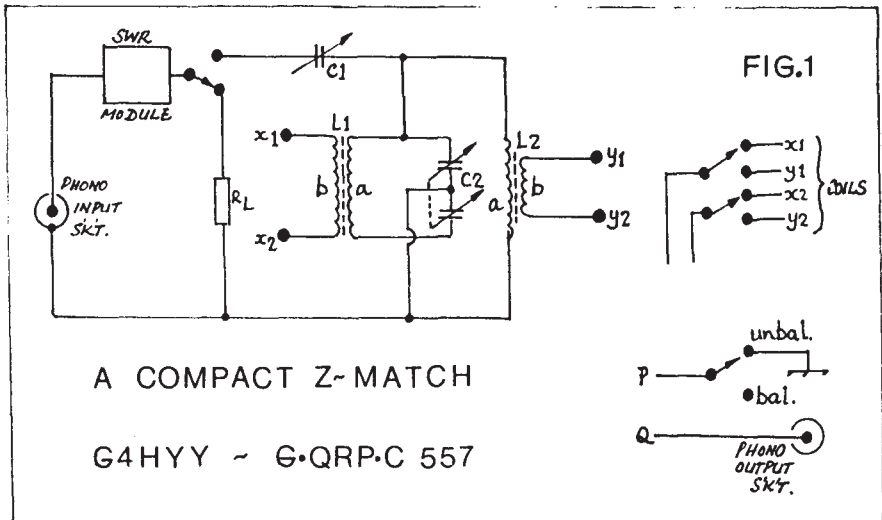 SWR
MODULE
C1
FIG.1
x1
L1
b
a
x2
C2
L2
a
b
y1
y2
RL
PHONO
INPUT
SKT.
x1
y1
x2
y2
COILS
unbal.
P
bal.
Q
PHONO
OUTPUT
SKT.
A COMPACT Z~MATCH
G4HYY ~ G·QRP·C 557